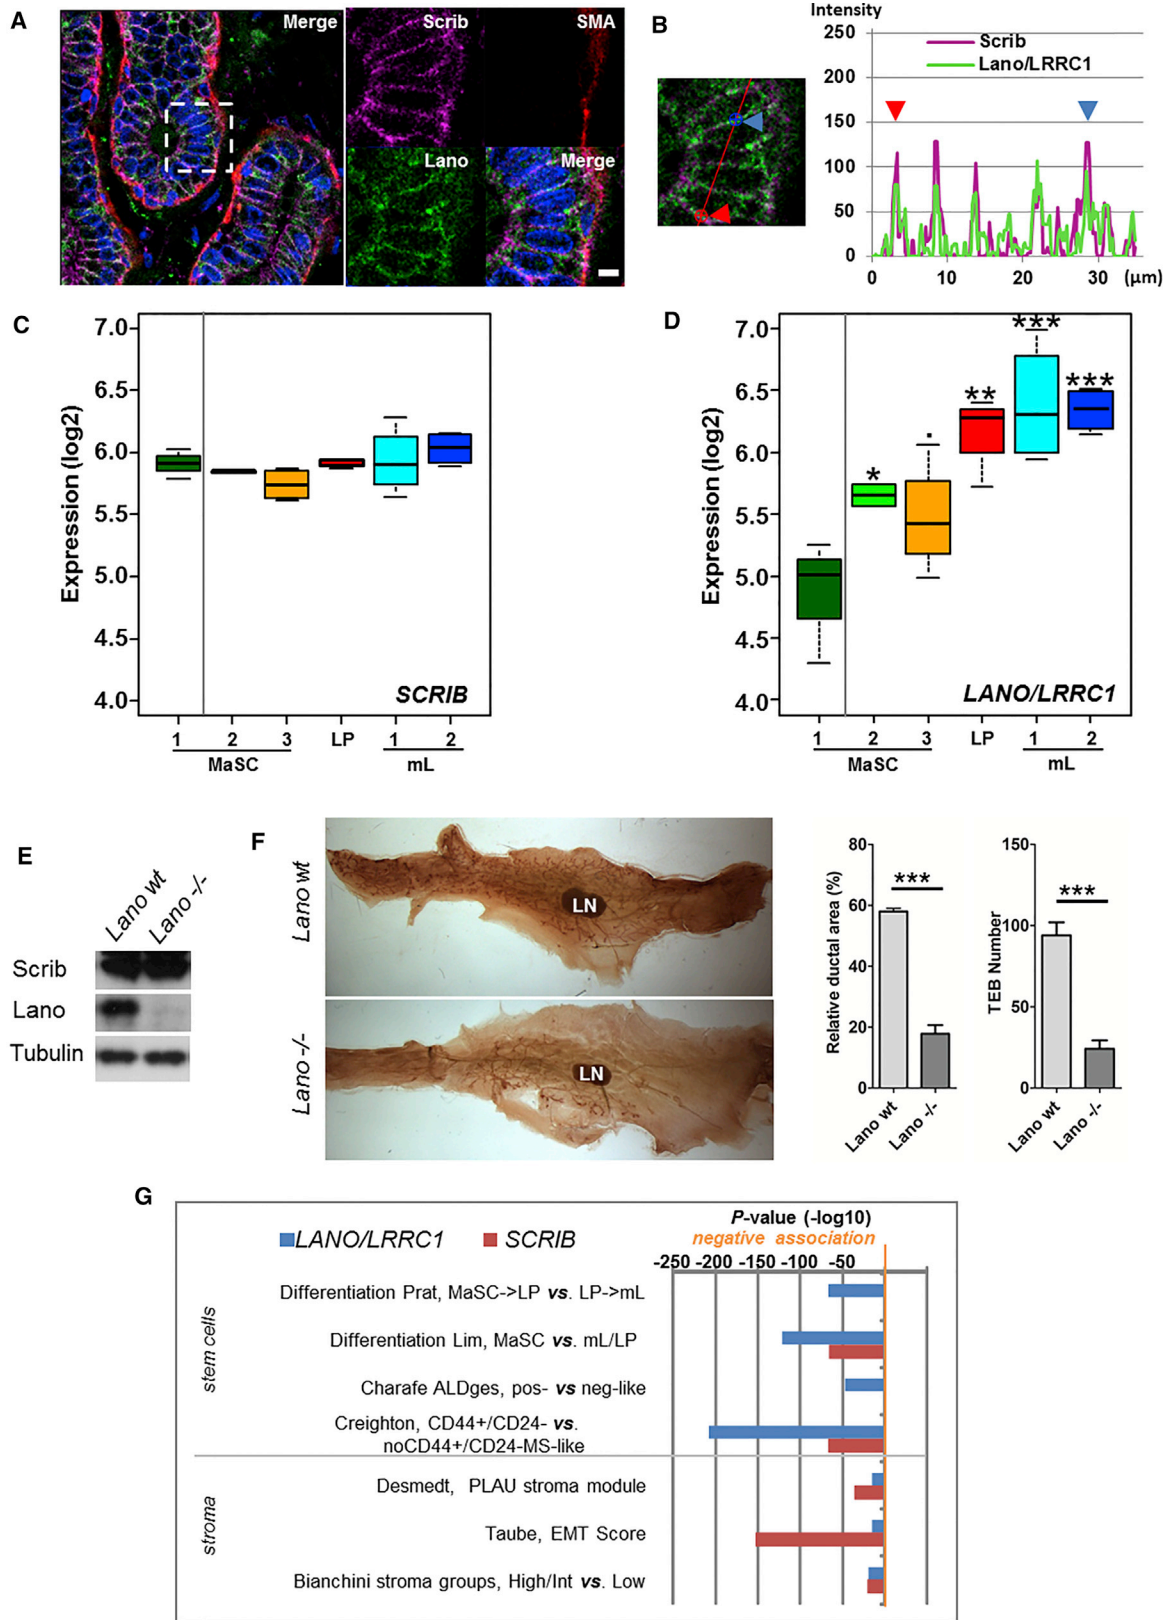 A
Merge
Scrib
SMA
Lano
Merge
B
Intensity
250
200
150
100
50
0
Scrib
Lano/LRRC1
0 10 20 30 (µm)
C
Expression (log2)
7.0
6.5
6.0
5.5
5.0
4.5
4.0
SCRIB
1 2 3 LP 1 2
MaSC mL
D
Expression (log2)
7.0
6.5
6.0
5.5
5.0
4.5
4.0
* ** *** ***
LANO/LRRC1
1 2 3 LP 1 2
MaSC mL
E
Lano wt
Lano -/-
Scrib
Lano
Tubulin
F
Lano wt
LN
Lano -/-
LN
Relative ductal area (%)
80
60
40
20
0
***
Lano wt
Lano -/-
TEB Number
150
100
50
0
***
Lano wt
Lano -/-
G
LANO/LRRC1
SCRIB
P-value (-log10)
negative association
-250 -200 -150 -100 -50
stem cells
Differentiation Prat, MaSC->LP vs. LP->mL
Differentiation Lim, MaSC vs. mL/LP
Charafe ALDges, pos- vs neg-like
Creighton, CD44+/CD24- vs.
noCD44+/CD24-MS-like
stroma
Desmedt, PLAU stroma module
Taube, EMT Score
Bianchini stroma groups, High/Int vs. Low